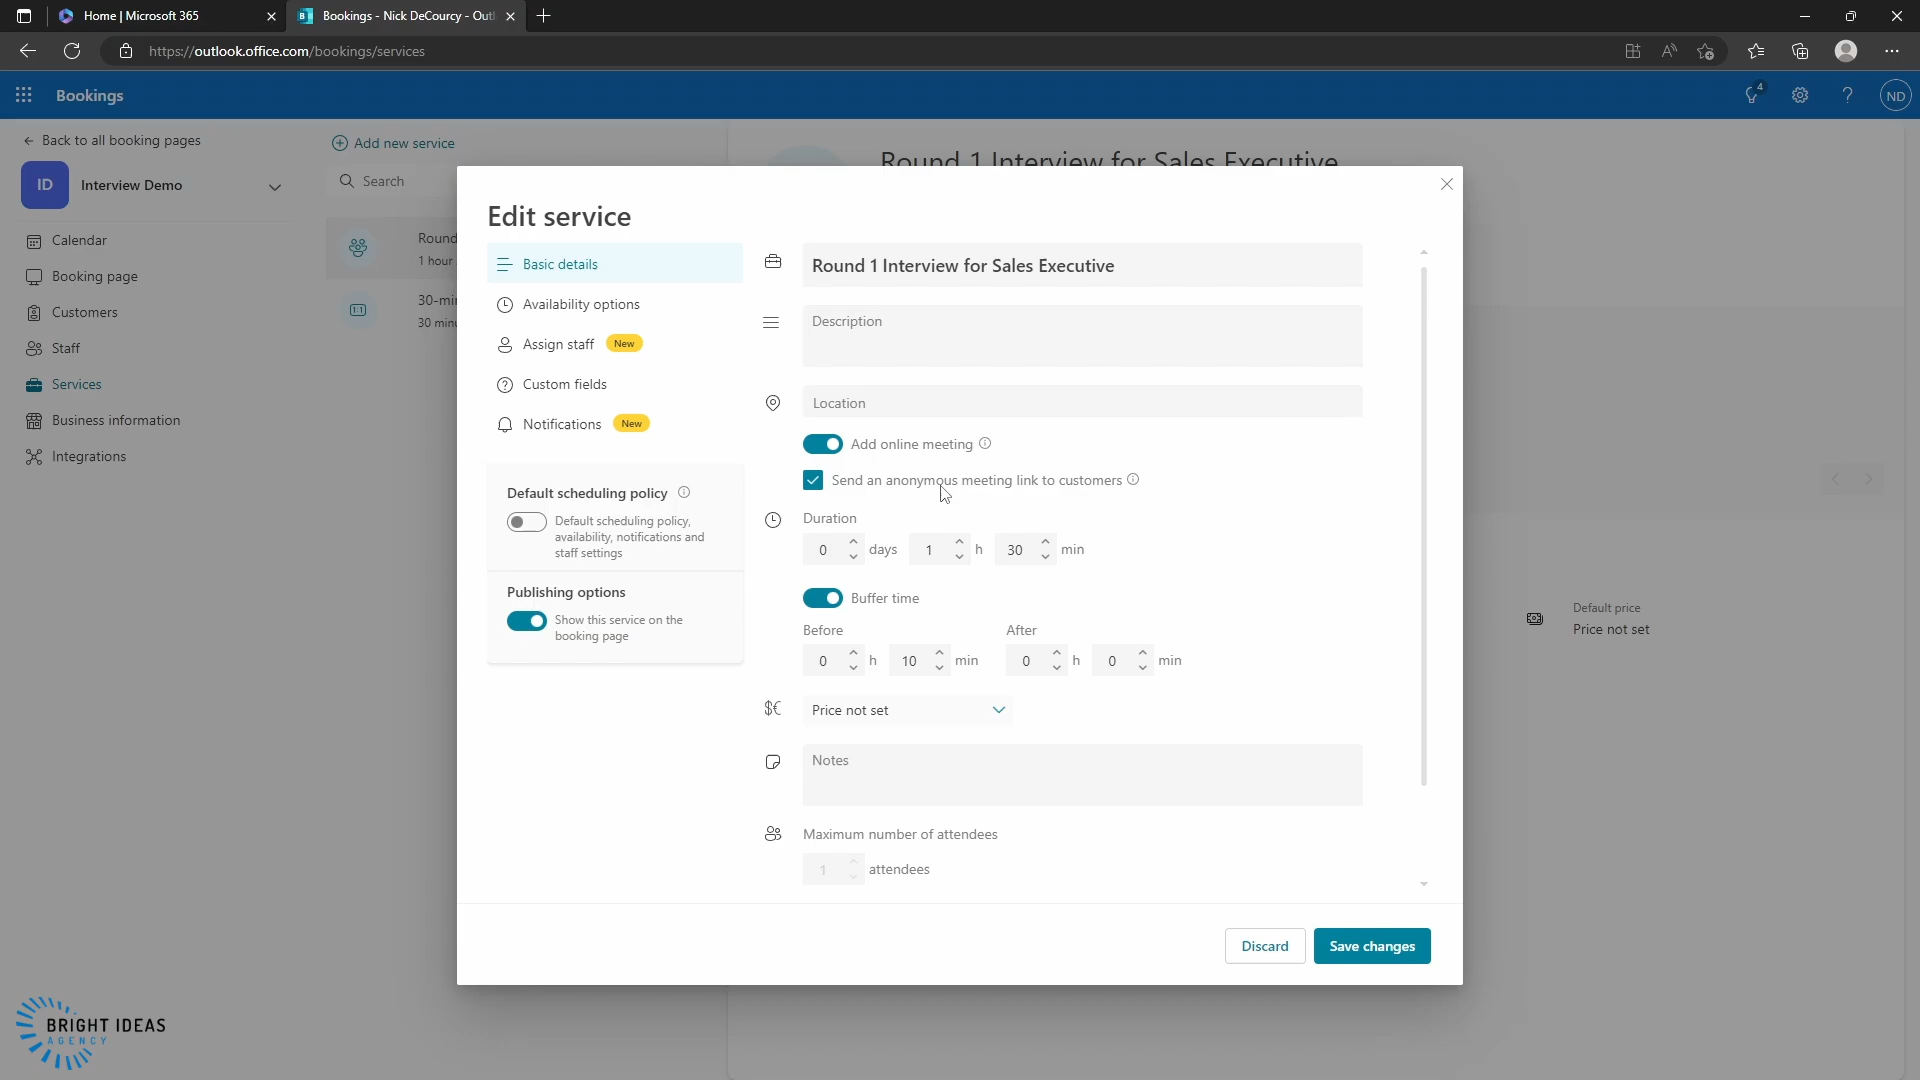 Home | Microsoft 365
Bookings - Nick DeCourcy - Outl
https://outlook.office.com/bookings/services
Bookings
4
ND
Back to all booking pages
ID
Interview Demo
Calendar
Booking page
Customers
Staff
Services
Business information
Integrations
Add new service
Search
Round
1 hour
1:1
30-min
30 minu
Round 1 Interview for Sales Executive
Default price
Price not set
Edit service
Basic details
Availability options
Assign staff New
Custom fields
Notifications New
Default scheduling policy
Default scheduling policy,
availability, notifications and
staff settings
Publishing options
Show this service on the
booking page
Round 1 Interview for Sales Executive
Description
Location
Add online meeting
Send an anonymous meeting link to customers
Duration
0 days 1 h 30 min
Buffer time
Before After
0 h 10 min 0 h 0 min
$€ Price not set
Notes
Maximum number of attendees
1 attendees
Discard Save changes
BRIGHT IDEAS
AGENCY